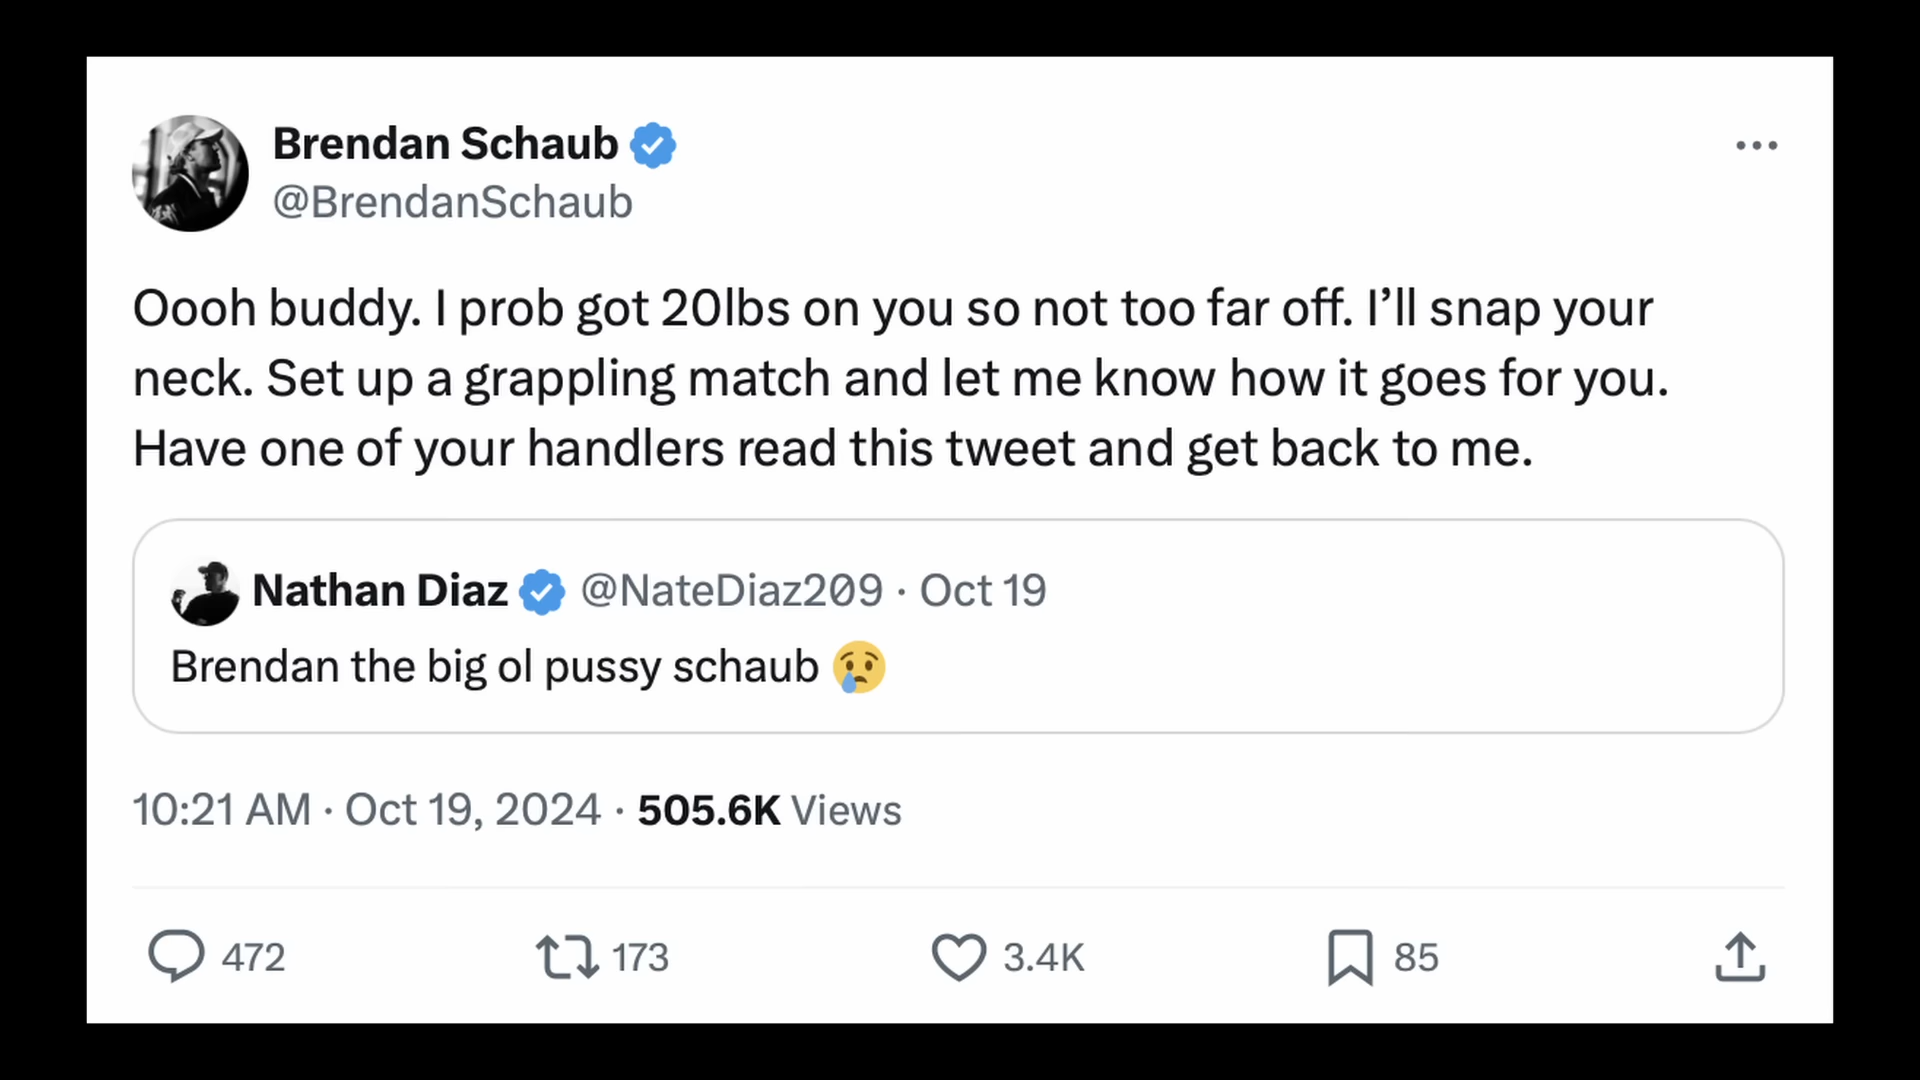 Brendan Schaub
@BrendanSchaub
Oooh buddy. I prob got 20lbs on you so not too far off. I’ll snap your
neck. Set up a grappling match and let me know how it goes for you.
Have one of your handlers read this tweet and get back to me.
Nathan Diaz @NateDiaz209 · Oct 19
Brendan the big ol pussy schaub 😢
10:21 AM · Oct 19, 2024 · 505.6K Views
472 173 3.4K 85